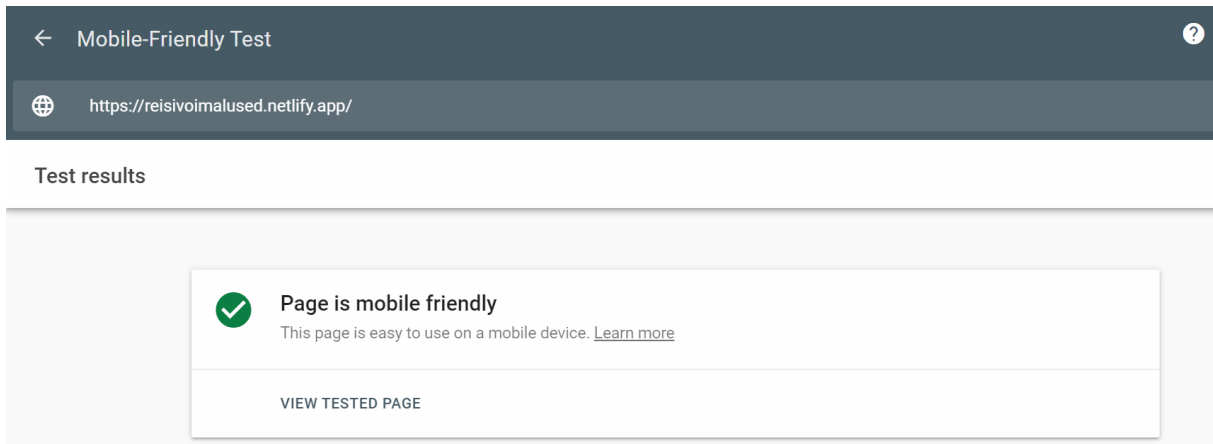 Mobile-Friendly Test
?
https://reisivoimalused.netlify.app/
Test results
Page is mobile friendly
This page is easy to use on a mobile device. Learn more
VIEW TESTED PAGE